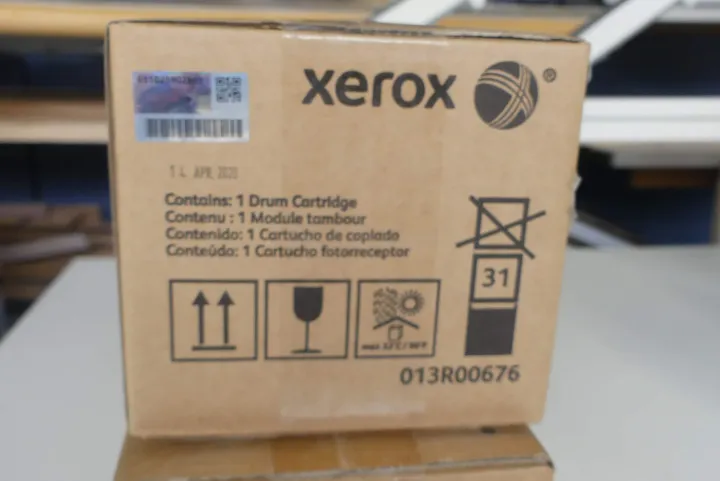 xerox ®
14 APR 2020
Contains: 1 Drum Cartridge
Contenu : 1 Module tambour
Contenido: 1 Cartucho de copiado
Conteúdo: 1 Cartucho fotorreceptor
31
013R00676